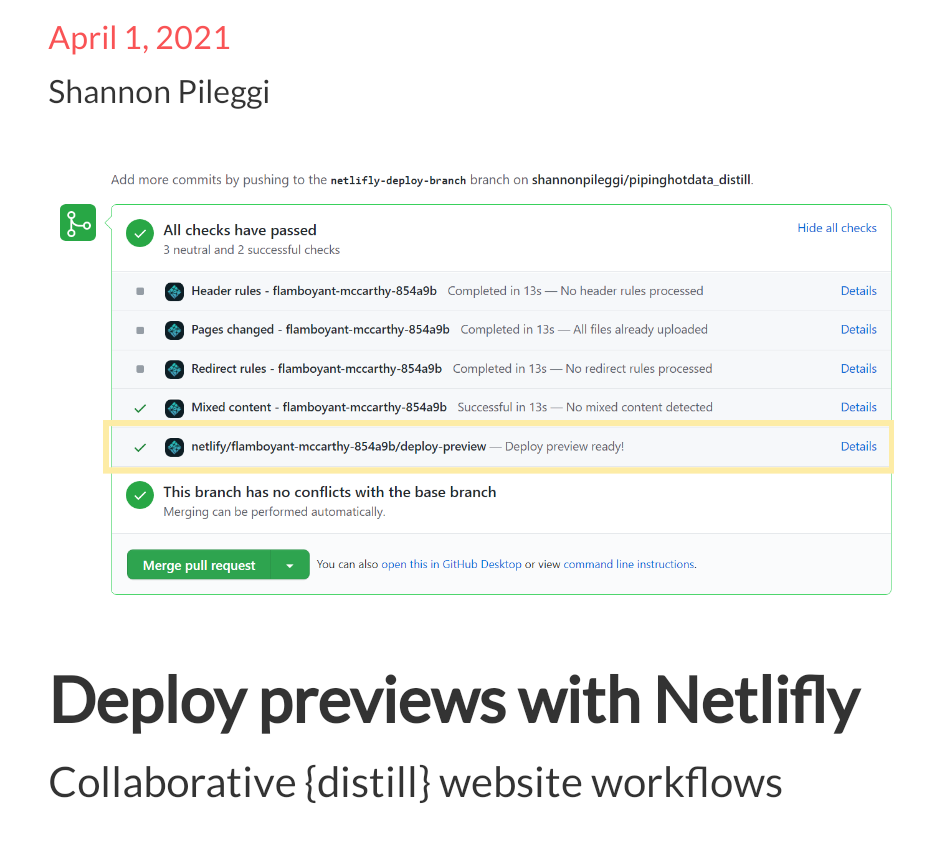 April 1, 2021
Shannon Pileggi
Add more commits by pushing to the netlifly-deploy-branch branch on shannonpileggi/pipinghotdata_distill.
All checks have passed
Hide all checks
3 neutral and 2 successful checks
Header rules - flamboyant-mccarthy-854a9b Completed in 13s — No header rules processed Details
Pages changed - flamboyant-mccarthy-854a9b Completed in 13s — All files already uploaded Details
Redirect rules - flamboyant-mccarthy-854a9b Completed in 13s — No redirect rules processed Details
Mixed content - flamboyant-mccarthy-854a9b Successful in 13s — No mixed content detected Details
netlify/flamboyant-mccarthy-854a9b/deploy-preview — Deploy preview ready! Details
This branch has no conflicts with the base branch
Merging can be performed automatically.
Merge pull request You can also open this in GitHub Desktop or view command line instructions.
Deploy previews with Netlifly
Collaborative {distill} website workflows